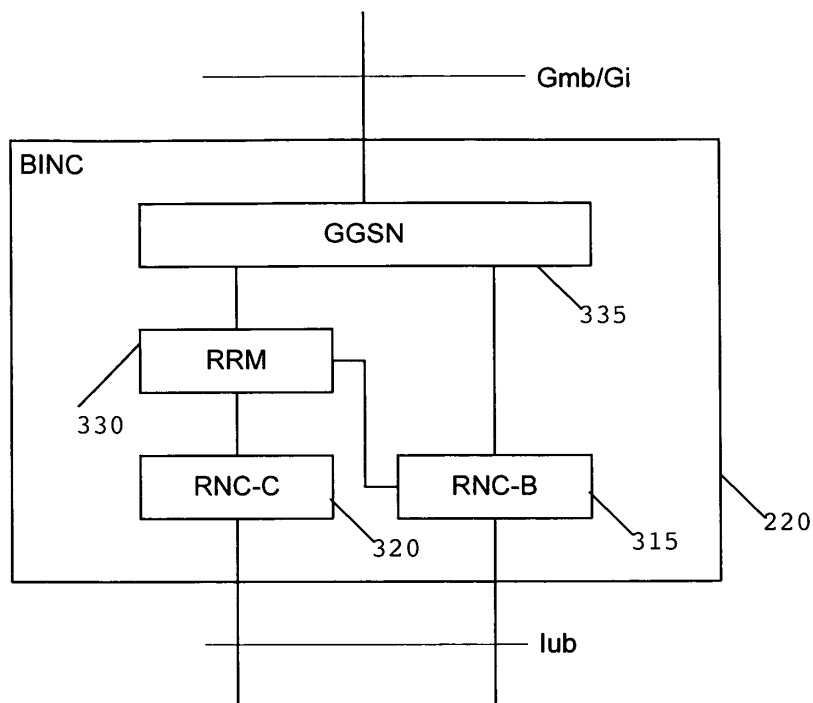 Gmb/Gi
BINC
GGSN
335
RRM
330
RNC-C
RNC-B
320
315
220
Iub